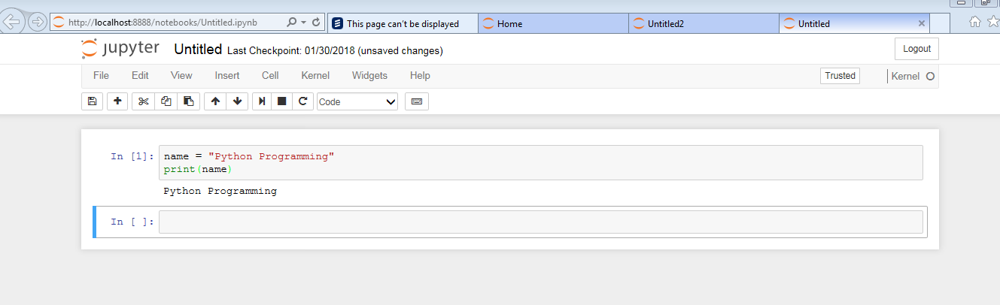 http://localhost:8888/notebooks/Untitled.ipynb
This page can't be displayed
Home
Untitled2
Untitled
jupyter
Untitled Last Checkpoint: 01/30/2018 (unsaved changes)
Logout
File Edit View Insert Cell Kernel Widgets Help
Trusted
Kernel
Code
In [1]: name = "Python Programming"
print(name)
Python Programming
In [ ]: